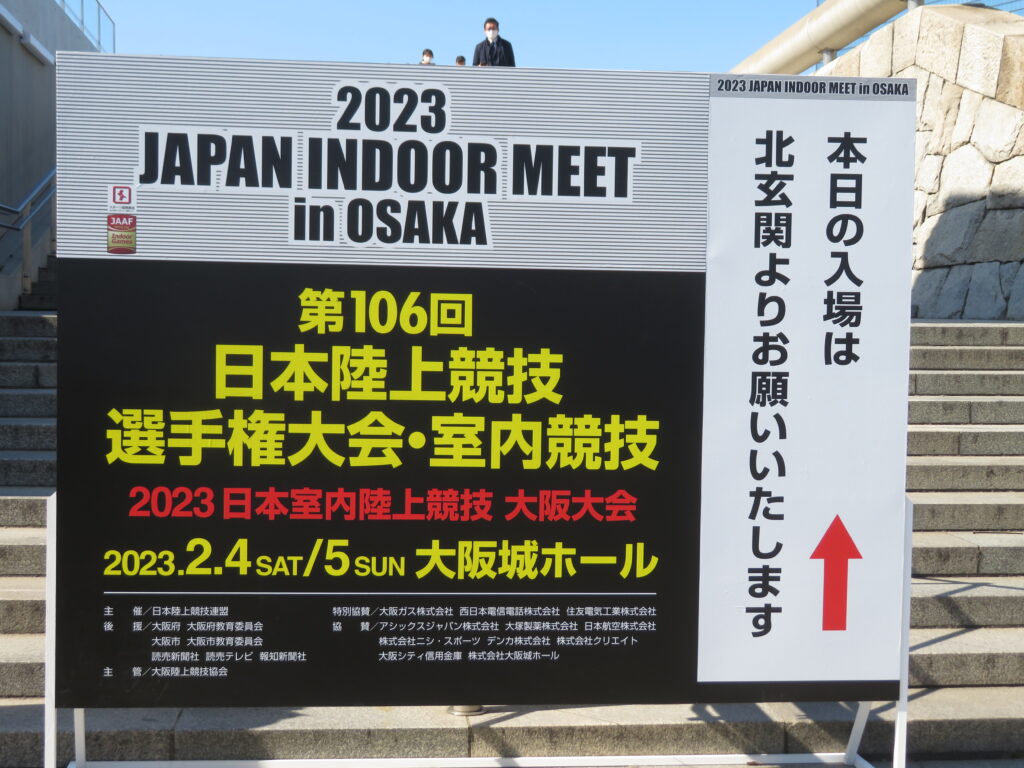 2023
JAPAN INDOOR MEET
in OSAKA
JAAF
Indoor
Games
第106回
日本陸上競技
選手権大会・室内競技
2023日本室内陸上競技 大阪大会
2023.2.4 SAT/5 SUN 大阪城ホール
主 催/日本陸上競技連盟
後 援/大阪府 大阪府教育委員会
大阪市 大阪市教育委員会
読売新聞社 読売テレビ 報知新聞社
主 管/大阪陸上競技協会
特別協賛/大阪ガス株式会社 西日本電信電話株式会社 住友電気工業株式会社
協 賛/アシックスジャパン株式会社 大塚製薬株式会社 日本航空株式会社
株式会社ニシ・スポーツ デンカ株式会社 株式会社クリエイト
大阪シティ信用金庫 株式会社大阪城ホール
2023 JAPAN INDOOR MEET in OSAKA
本日の入場は
北玄関よりお願いいたします